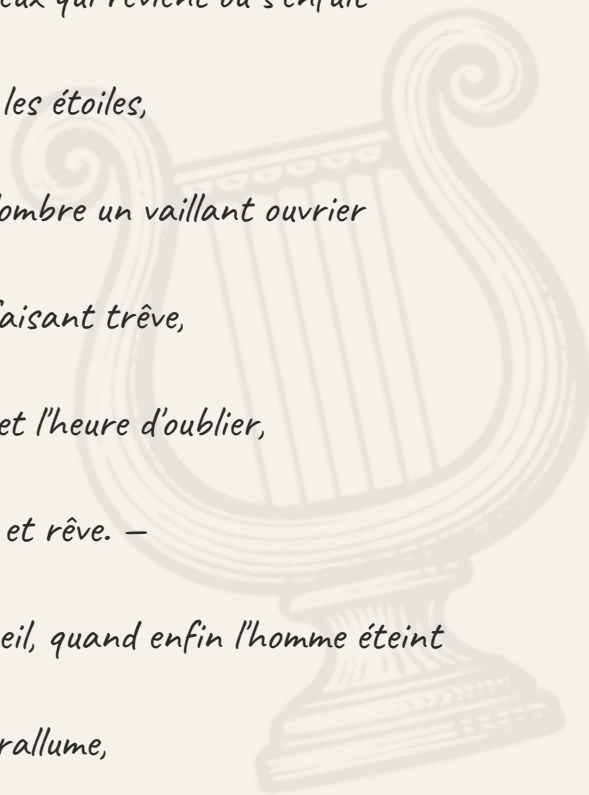 qui revient ou s'enfuit
les étoiles,
ombre un vaillant ouvrier
faisant trêve,
et l'heure d'oublier,
et rêve. —
eil, quand enfin l'homme éteint
rallume,